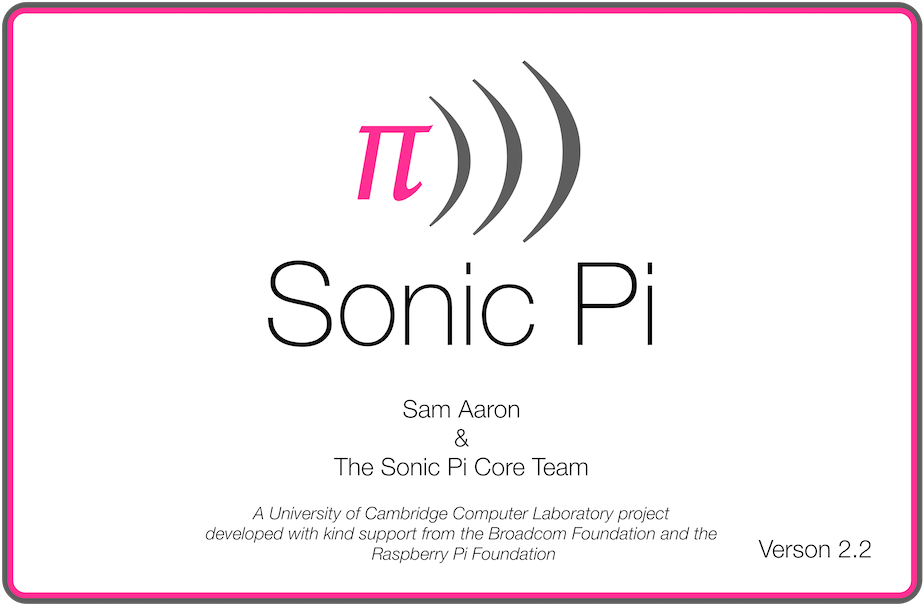 π
Sonic Pi
Sam Aaron
&
The Sonic Pi Core Team
A University of Cambridge Computer Laboratory project
developed with kind support from the Broadcom Foundation and the
Raspberry Pi Foundation
Verson 2.2